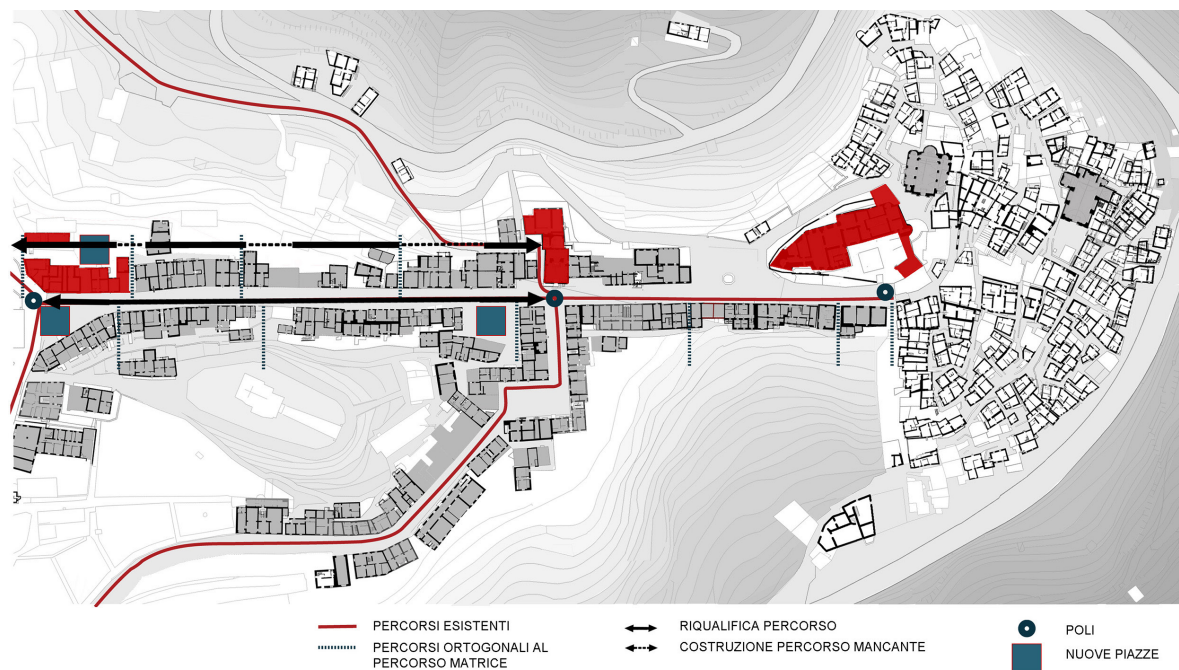 PERCORSI ESISTENTI
PERCORSI ORTOGONALI AL
PERCORSO MATRICE
RIQUALIFICA PERCORSO
COSTRUZIONE PERCORSO MANCANTE
POLI
NUOVE PIAZZE